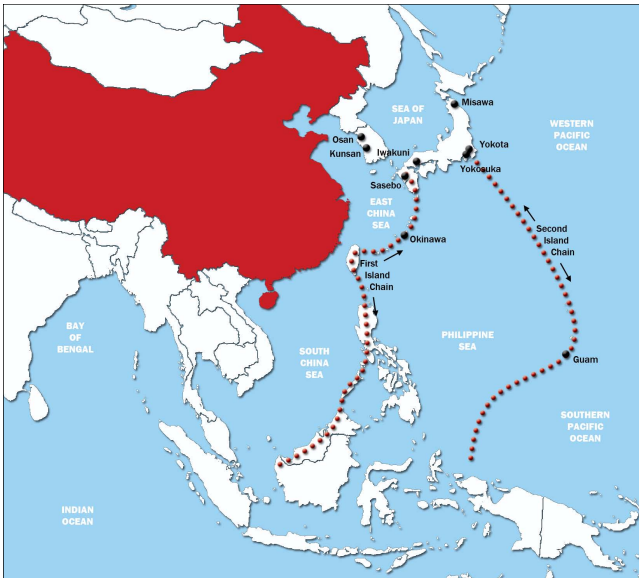 Misawa
SEA OF
JAPAN
WESTERN
PACIFIC
OCEAN
Osan
Kunsan
Iwakuni
Yokota
Yokosuka
Sasebo
EAST
CHINA
SEA
Okinawa
Second
Island
Chain
First
Island
Chain
BAY
OF
BENGAL
SOUTH
CHINA
SEA
PHILIPPINE
SEA
Guam
SOUTHERN
PACIFIC
OCEAN
INDIAN
OCEAN